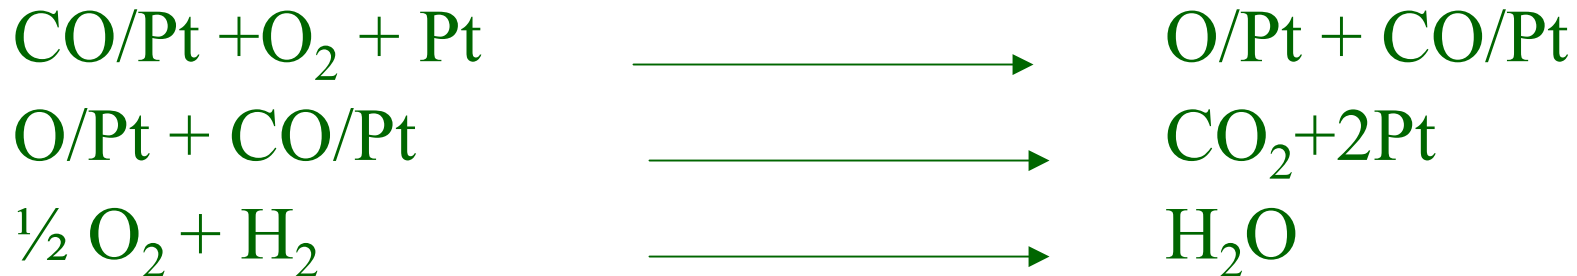 CO/Pt +O₂ + Pt ⟶ O/Pt + CO/Pt
O/Pt + CO/Pt ⟶ CO₂+2Pt
½ O₂ + H₂ ⟶ H₂O